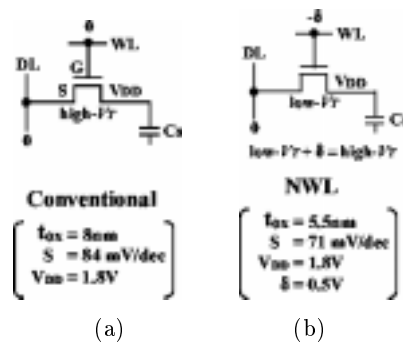 0
WL
DL
G
S
VDD
high-VT
Cs
0
Conventional
tox = 8nm
S = 84 mV/dec
VDD = 1.8V
(a)
-δ
WL
DL
VDD
low-VT
C
0
low-VT + δ = high-VT
NWL
tox = 5.5nm
S = 71 mV/dec
VDD = 1.8V
δ = 0.5V
(b)